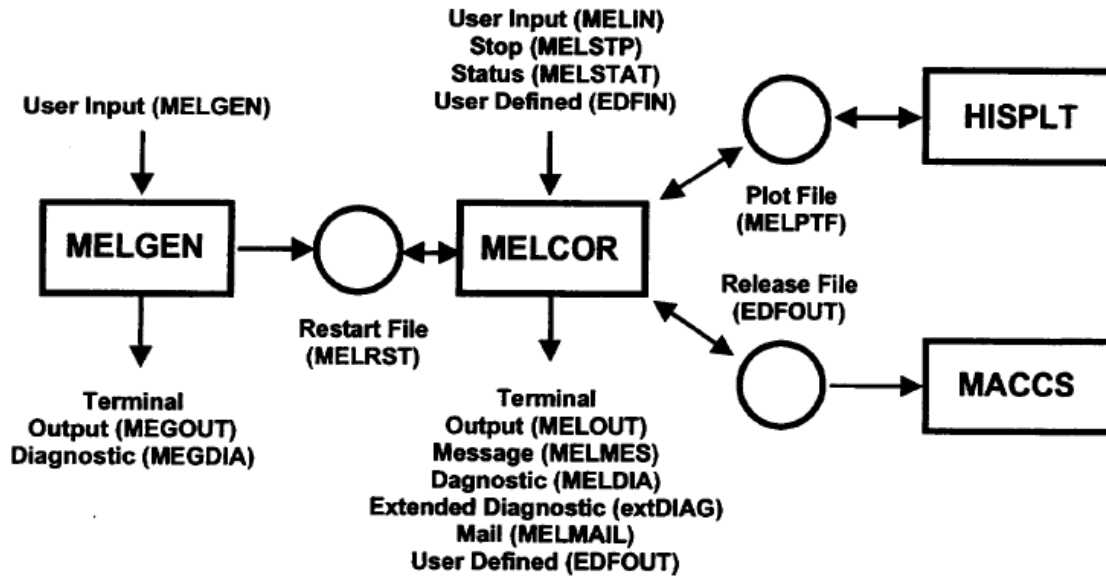 User Input (MELIN)
Stop (MELSTP)
Status (MELSTAT)
User Defined (EDFIN)
User Input (MELGEN)
HISPLT
Plot File
(MELPTF)
MELGEN
MELCOR
Restart File
(MELRST)
Release File
(EDFOUT)
MACCS
Terminal
Output (MEGOUT)
Diagnostic (MEGDIA)
Terminal
Output (MELOUT)
Message (MELMES)
Dagnostic (MELDIA)
Extended Diagnostic (extDIAG)
Mail (MELMAIL)
User Defined (EDFOUT)